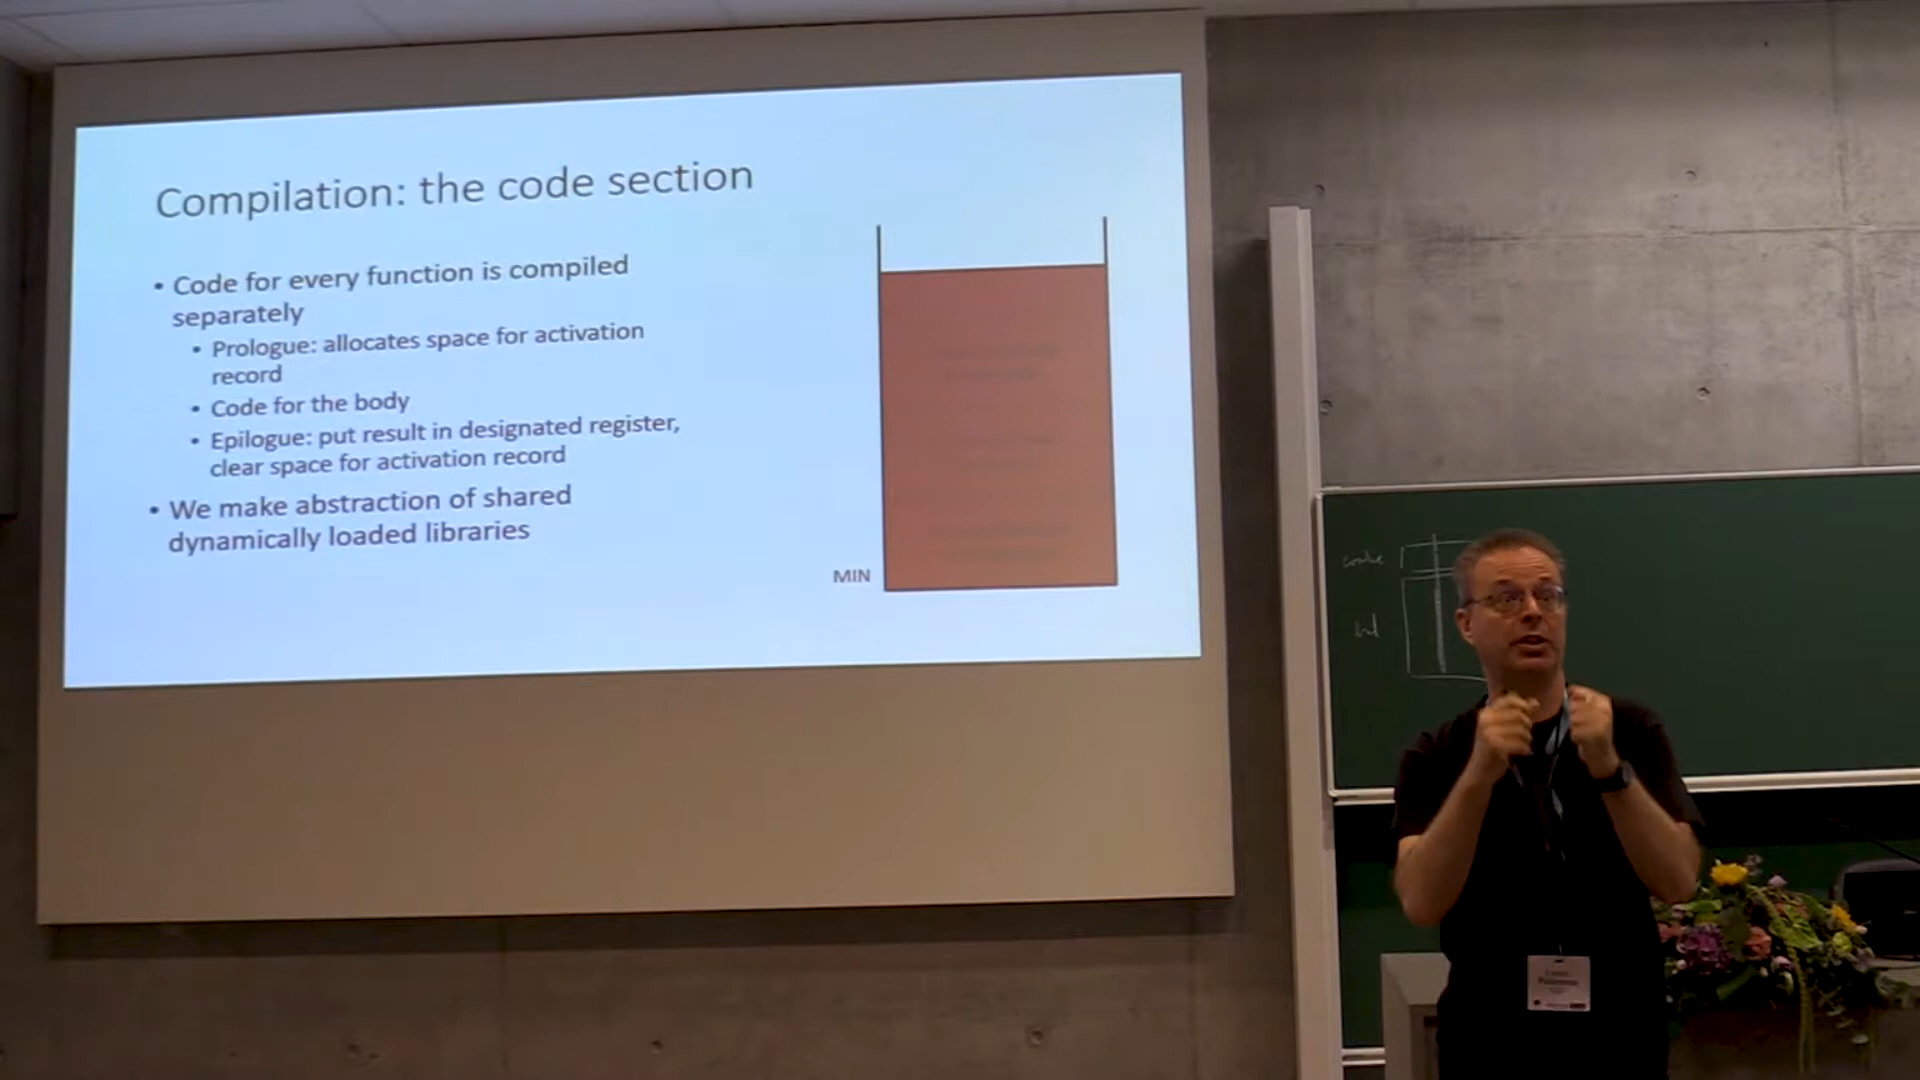 Compilation: the code section
• Code for every function is compiled
separately
• Prologue: allocates space for activation
record
• Code for the body
• Epilogue: put result in designated register,
clear space for activation record
• We make abstraction of shared
dynamically loaded libraries
MIN